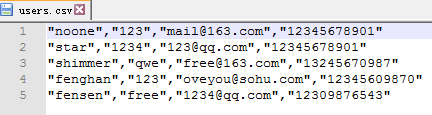 users.csv
1 "noone","123","mail@163.com","12345678901"
2 "star","1234","123@qq.com","12345678901"
3 "shimmer","qwe","free@163.com","13245670987"
4 "fenghan","123","oveyou@sohu.com","12345609870"
5 "fensen","free","1234@qq.com","12309876543"